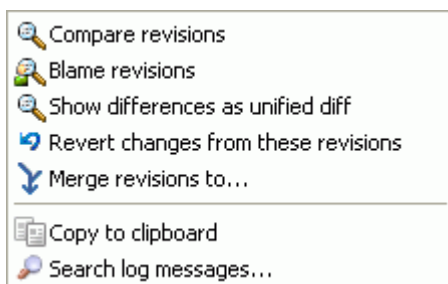 Compare revisions
Blame revisions
Show differences as unified diff
Revert changes from these revisions
Merge revisions to...
Copy to clipboard
Search log messages...